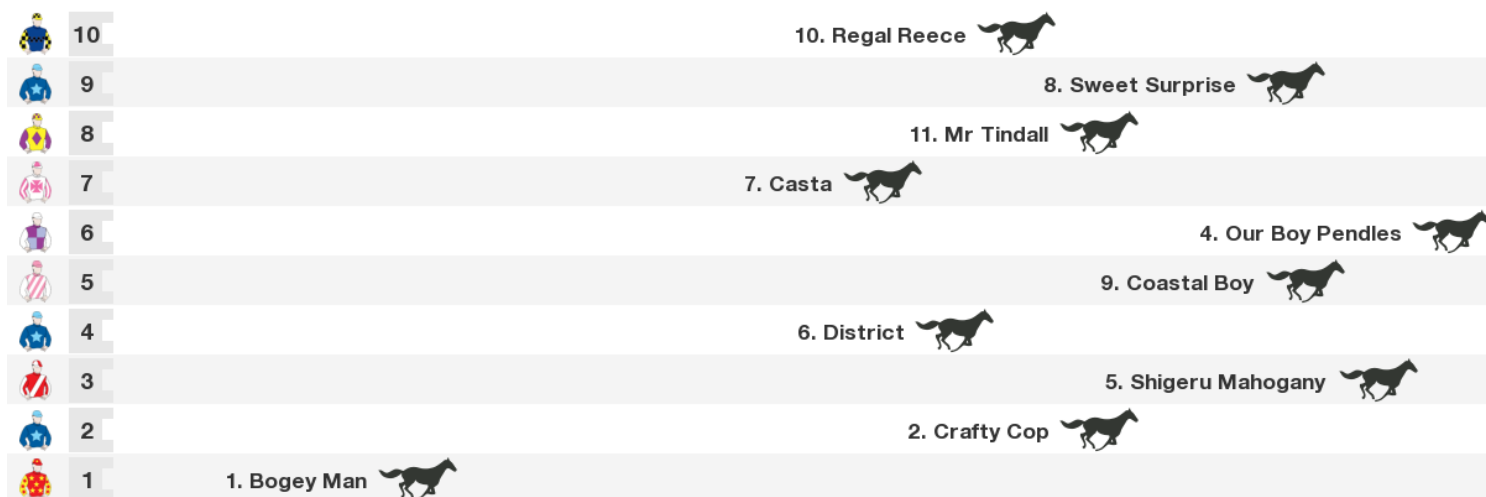 10 10. Regal Reece
9 8. Sweet Surprise
8 11. Mr Tindall
7 7. Casta
6 4. Our Boy Pendles
5 9. Coastal Boy
4 6. District
3 5. Shigeru Mahogany
2 2. Crafty Cop
1 1. Bogey Man